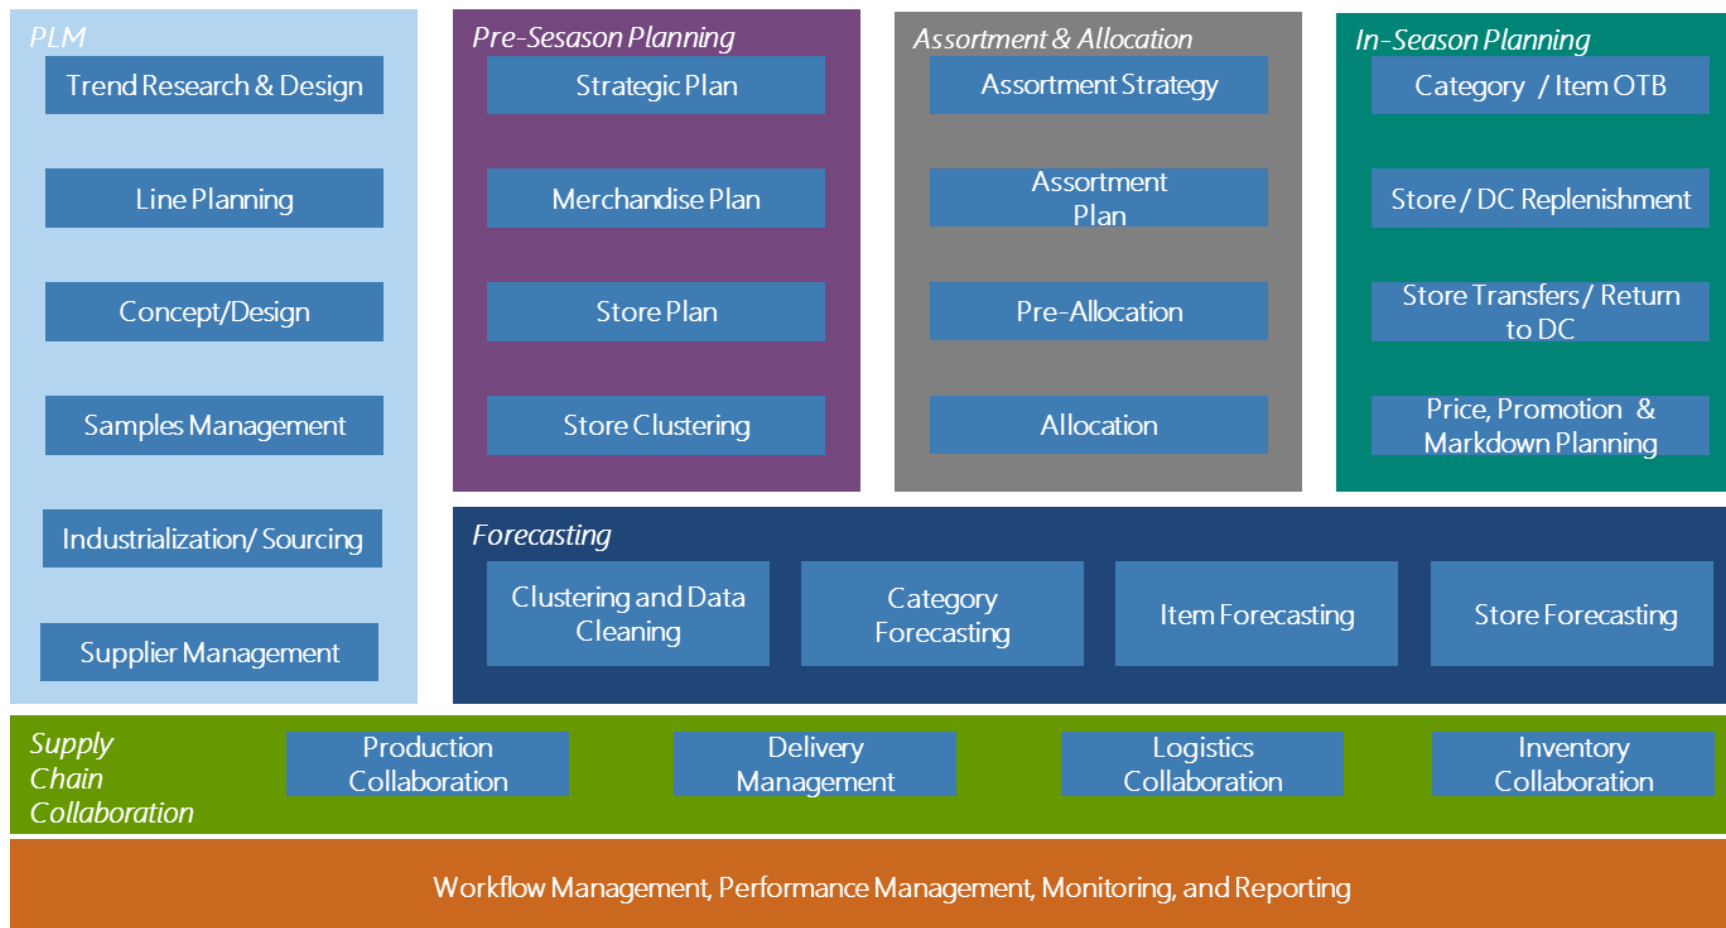 PLM
Trend Research & Design
Line Planning
Concept/Design
Samples Management
Industrialization/ Sourcing
Supplier Management
Pre-Sesason Planning
Strategic Plan
Merchandise Plan
Store Plan
Store Clustering
Assortment & Allocation
Assortment Strategy
Assortment
Plan
Pre-Allocation
Allocation
In-Season Planning
Category / Item OTB
Store / DC Replenishment
Store Transfers / Return
to DC
Price, Promotion &
Markdown Planning
Forecasting
Clustering and Data
Cleaning
Category
Forecasting
Item Forecasting
Store Forecasting
Supply
Chain
Collaboration
Production
Collaboration
Delivery
Management
Logistics
Collaboration
Inventory
Collaboration
Workflow Management, Performance Management, Monitoring, and Reporting